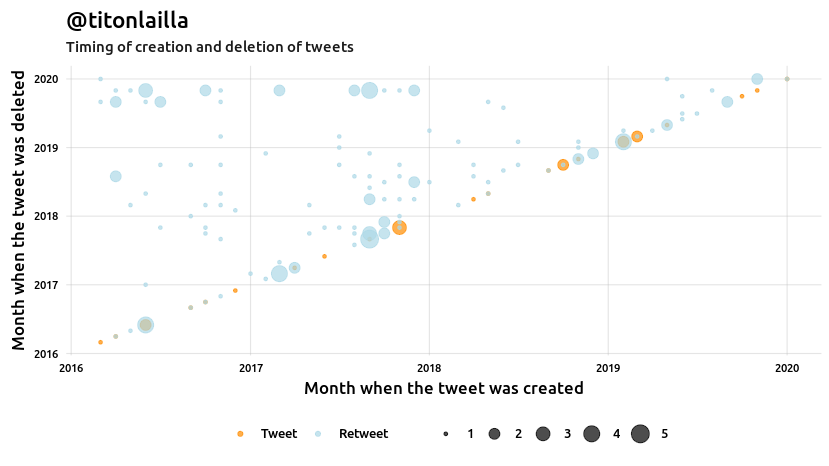 @titonlailla
Timing of creation and deletion of tweets
Month when the tweet was deleted
2020
2019
2018
2017
2016
2016 2017 2018 2019 2020
Month when the tweet was created
Tweet Retweet 1 2 3 4 5